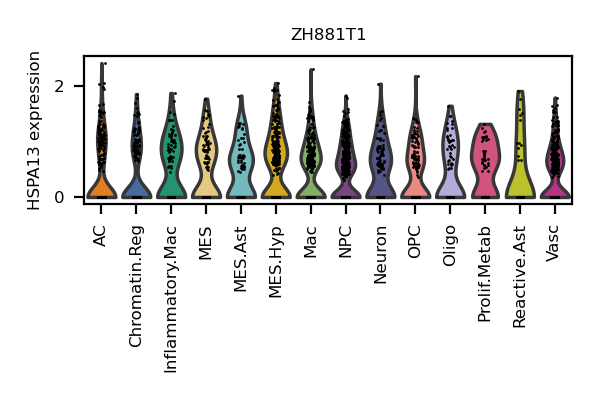 ZH881T1
HSPA13 expression
2
0
AC
Chromatin.Reg
Inflammatory.Mac
MES
MES.Ast
MES.Hyp
Mac
NPC
Neuron
OPC
Oligo
Prolif.Metab
Reactive.Ast
Vasc